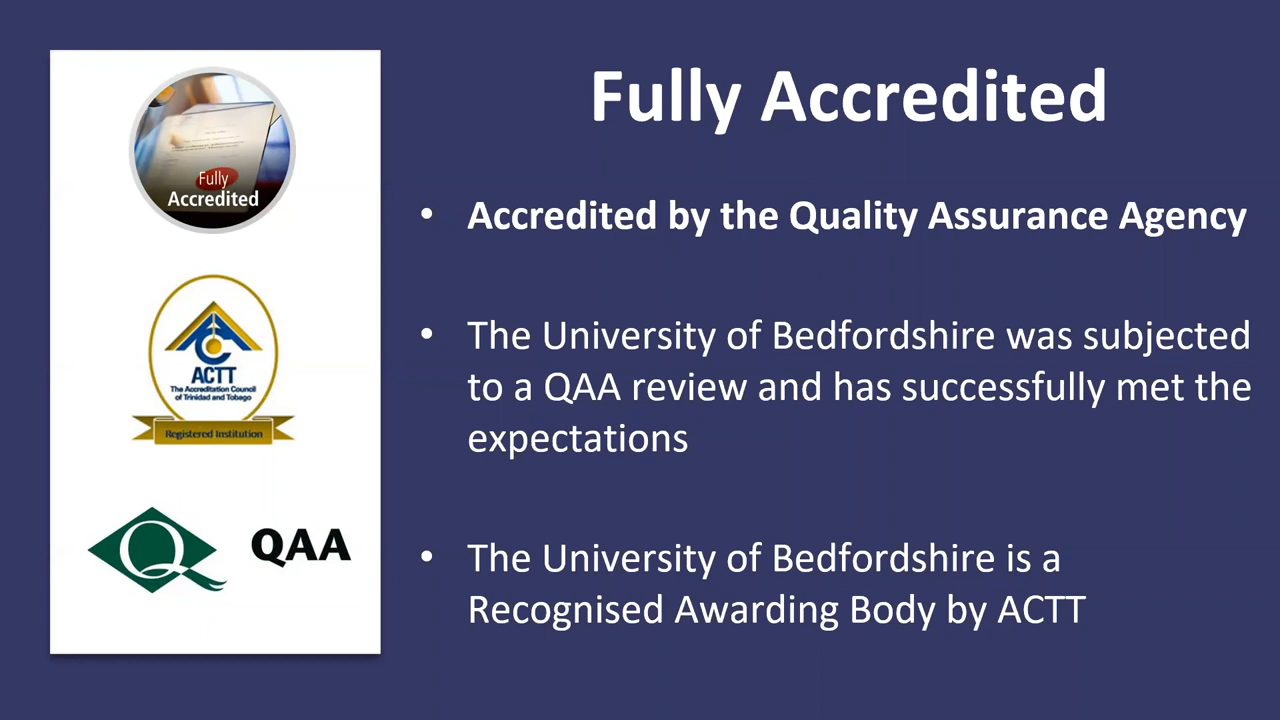 Fully
Accredited
ACTT
The Accreditation Council
of Trinidad and Tobago
Registered Institution
Q
QAA
Fully Accredited
• Accredited by the Quality Assurance Agency
• The University of Bedfordshire was subjected
to a QAA review and has successfully met the
expectations
• The University of Bedfordshire is a
Recognised Awarding Body by ACTT